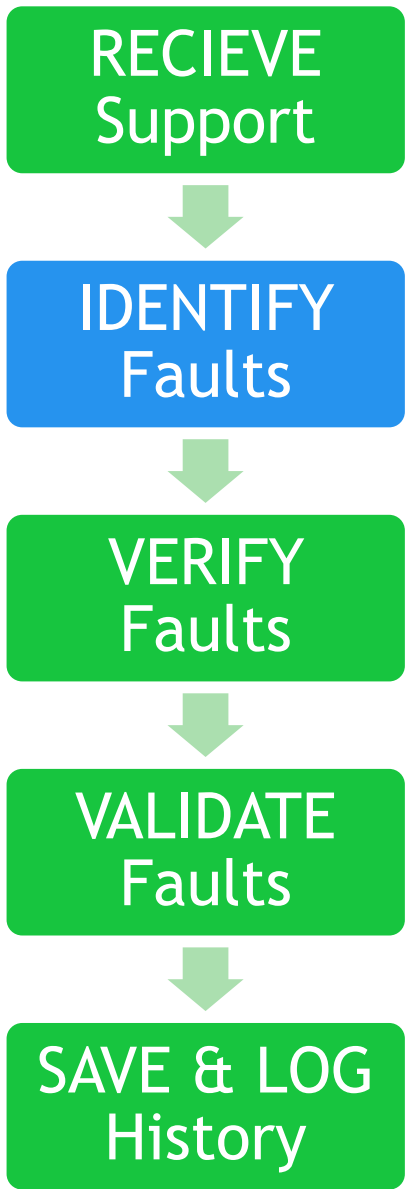 RECIEVE
Support
IDENTIFY
Faults
VERIFY
Faults
VALIDATE
Faults
SAVE & LOG
History